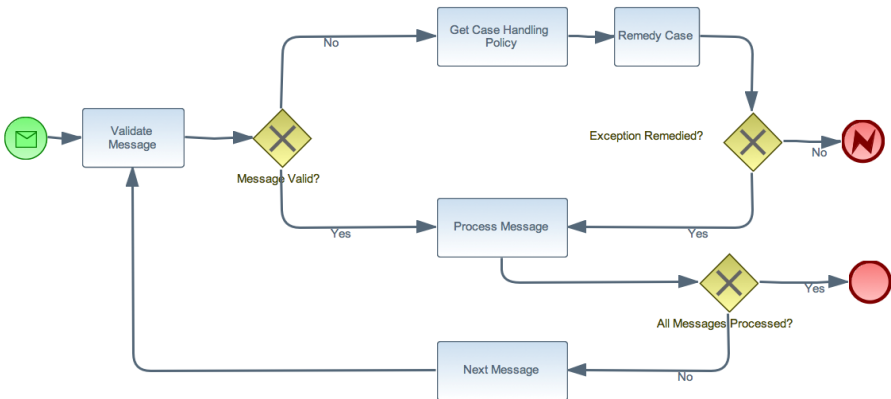 Get Case Handling
Policy
Remedy Case
No
Validate
Message
Exception Remedied?
No
Message Valid?
Yes
Process Message
Yes
Yes
All Messages Processed?
Next Message
No